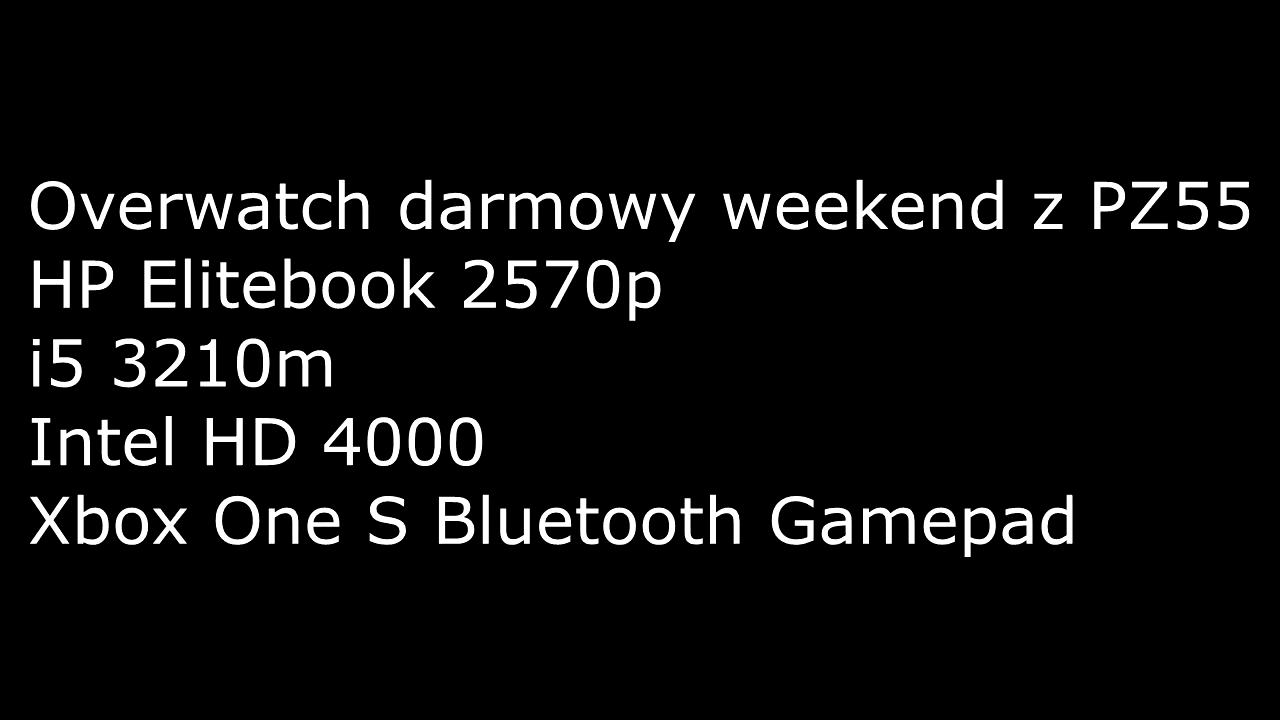 Overwatch darmowy weekend z PZ55
HP Elitebook 2570p
i5 3210m
Intel HD 4000
Xbox One S Bluetooth Gamepad